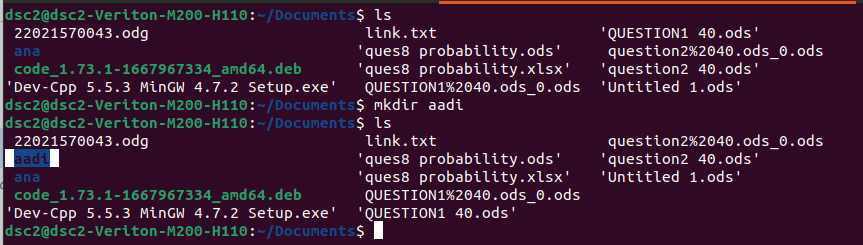 dsc2@dsc2-Veriton-M200-H110:~/Documents$ ls
22021570043.odg link.txt 'QUESTION1 40.ods'
ana 'ques8 probability.ods' question2%2040.ods_0.ods
code_1.73.1-1667967334_amd64.deb 'ques8 probability.xlsx' 'question2 40.ods'
'Dev-Cpp 5.5.3 MinGW 4.7.2 Setup.exe' QUESTION1%2040.ods_0.ods 'Untitled 1.ods'
dsc2@dsc2-Veriton-M200-H110:~/Documents$ mkdir aadi
dsc2@dsc2-Veriton-M200-H110:~/Documents$ ls
22021570043.odg link.txt question2%2040.ods_0.ods
aadi 'ques8 probability.ods' 'question2 40.ods'
ana 'ques8 probability.xlsx' 'Untitled 1.ods'
code_1.73.1-1667967334_amd64.deb QUESTION1%2040.ods_0.ods
'Dev-Cpp 5.5.3 MinGW 4.7.2 Setup.exe' 'QUESTION1 40.ods'
dsc2@dsc2-Veriton-M200-H110:~/Documents$